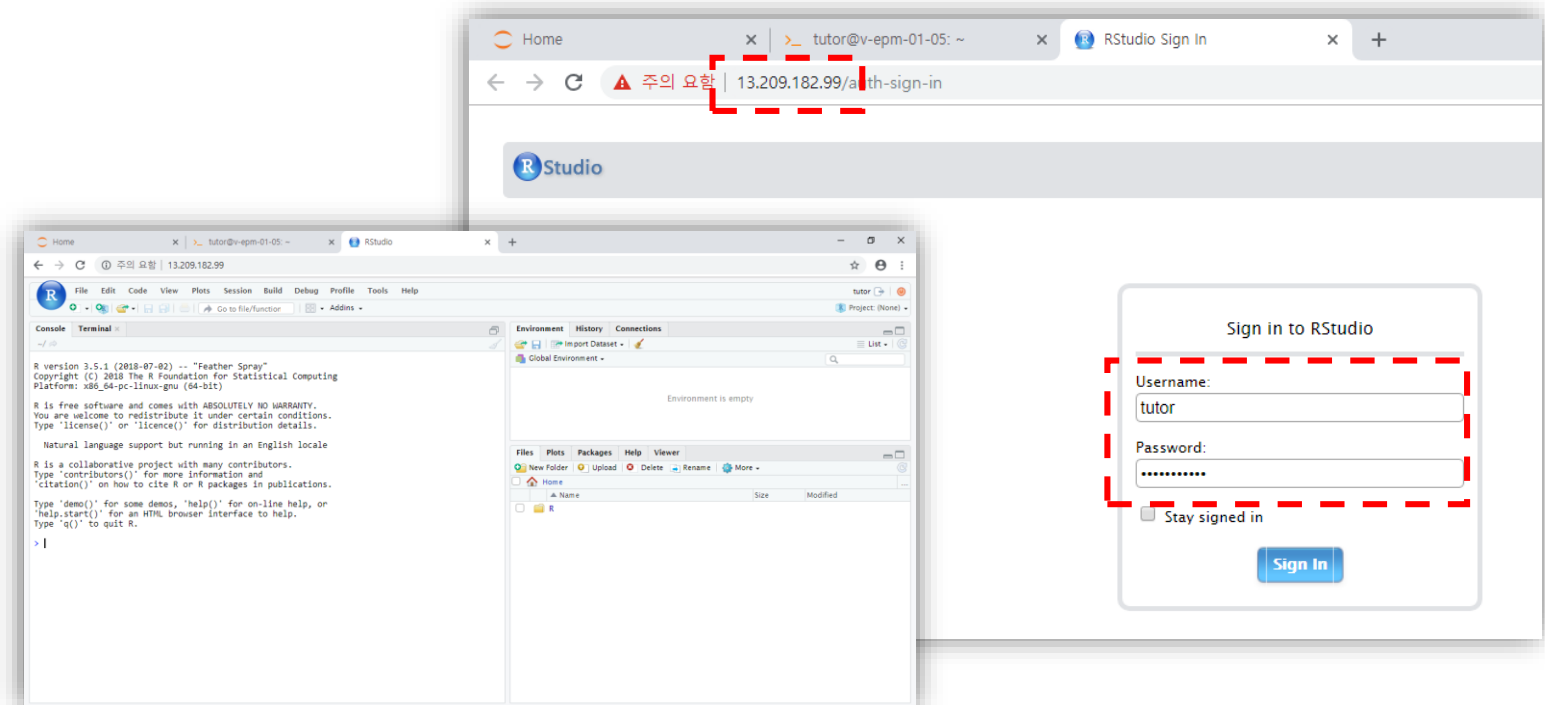 Home
tutor@v-epm-01-05: ~
RStudio Sign In
주의 요함 | 13.209.182.99/auth-sign-in
R Studio
Sign in to RStudio
Username:
tutor
Password:
•••••••••••
Stay signed in
Sign In
Home
tutor@v-epm-01-05: ~
RStudio
주의 요함 | 13.209.182.99
R
File Edit Code View Plots Session Build Debug Profile Tools Help
tutor
Go to file/function
Addins
Project: (None)
Console Terminal
~/
R version 3.5.1 (2018-07-02) -- "Feather Spray"
Copyright (C) 2018 The R Foundation for Statistical Computing
Platform: x86_64-pc-linux-gnu (64-bit)
R is free software and comes with ABSOLUTELY NO WARRANTY.
You are welcome to redistribute it under certain conditions.
Type 'license()' or 'licence()' for distribution details.
Natural language support but running in an English locale
R is a collaborative project with many contributors.
Type 'contributors()' for more information and
'citation()' on how to cite R or R packages in publications.
Type 'demo()' for some demos, 'help()' for on-line help, or
'help.start()' for an HTML browser interface to help.
Type 'q()' to quit R.
>
Environment History Connections
Import Dataset
List
Global Environment
Environment is empty
Files Plots Packages Help Viewer
New Folder Upload Delete Rename More
Home
Name Size Modified
R